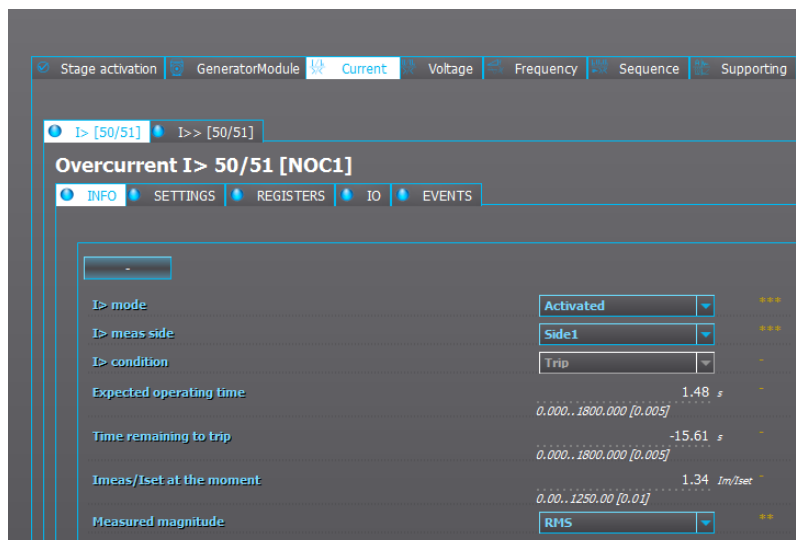 Stage activation GeneratorModule Current Voltage Frequency Sequence Supporting
I> [50/51] I>> [50/51]
Overcurrent I> 50/51 [NOC1]
INFO SETTINGS REGISTERS IO EVENTS
-
I> mode Activated ***
I> meas side Side1 ***
I> condition Trip -
Expected operating time 1.48 s -
0.000..1800.000 [0.005]
Time remaining to trip -15.61 s -
0.000..1800.000 [0.005]
Imeas/Iset at the moment 1.34 Im/Iset -
0.00..1250.00 [0.01]
Measured magnitude RMS **